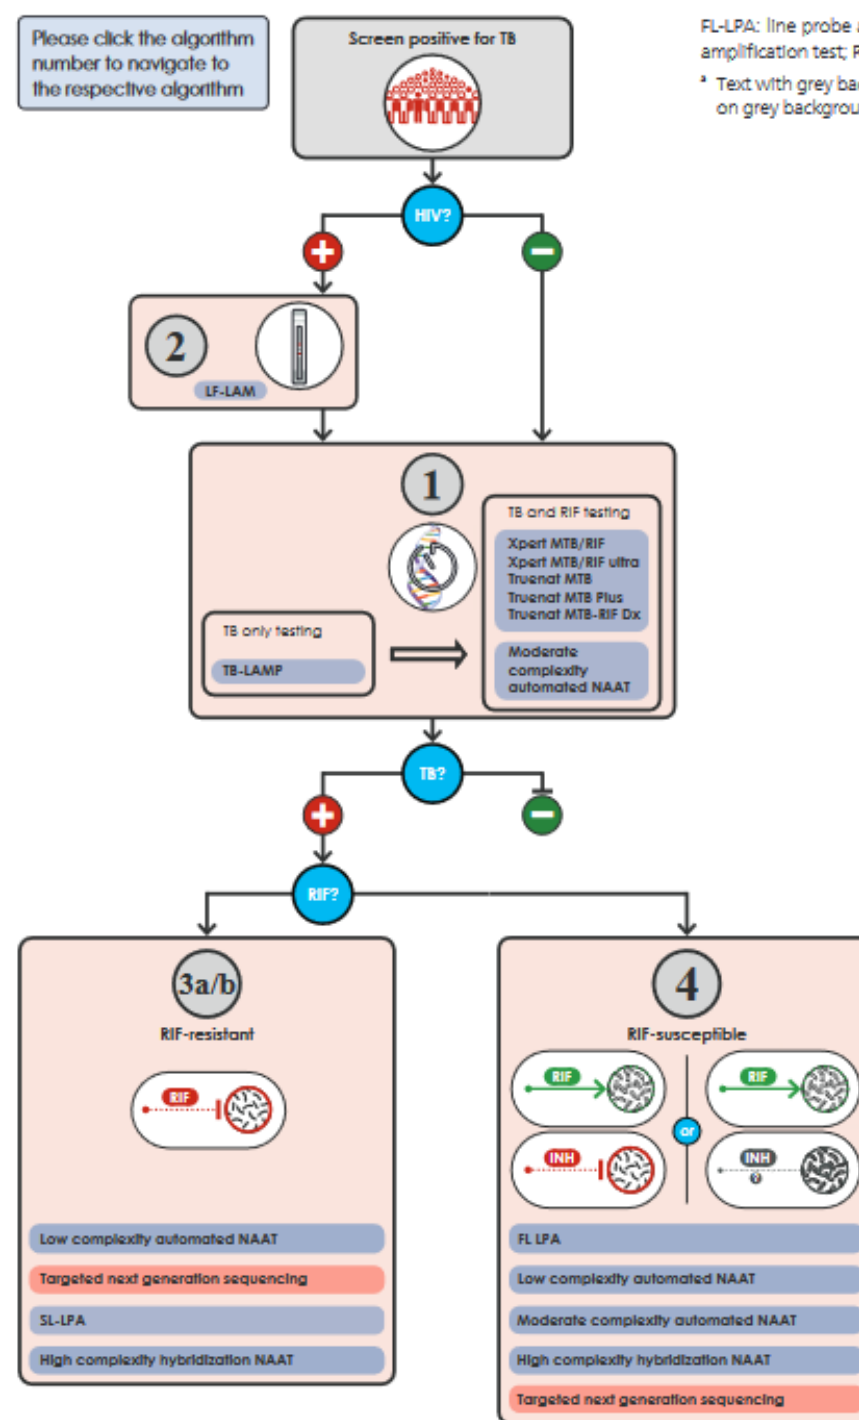 Please click the algorithm
number to navigate to
the respective algorithm
Screen positive for TB
FL-LPA: line probe
amplification test;
ᵃ Text with grey
on grey
HIV?
+
−
2
LF-LAM
1
TB and RIF testing
Xpert MTB/RIF
Xpert MTB/RIF ultra
Truenat MTB
Truenat MTB Plus
Truenat MTB-RIF Dx
Moderate
complexity
automated NAAT
TB only testing
TB-LAMP
TB?
+
−
RIF?
3a/b
RIF-resistant
RIF
Low complexity automated NAAT
Targeted next generation sequencing
SL-LPA
High complexity hybridization NAAT
4
RIF-susceptible
RIF
RIF
or
INH
INH
?
FL LPA
Low complexity automated NAAT
Moderate complexity automated NAAT
High complexity hybridization NAAT
Targeted next generation sequencing